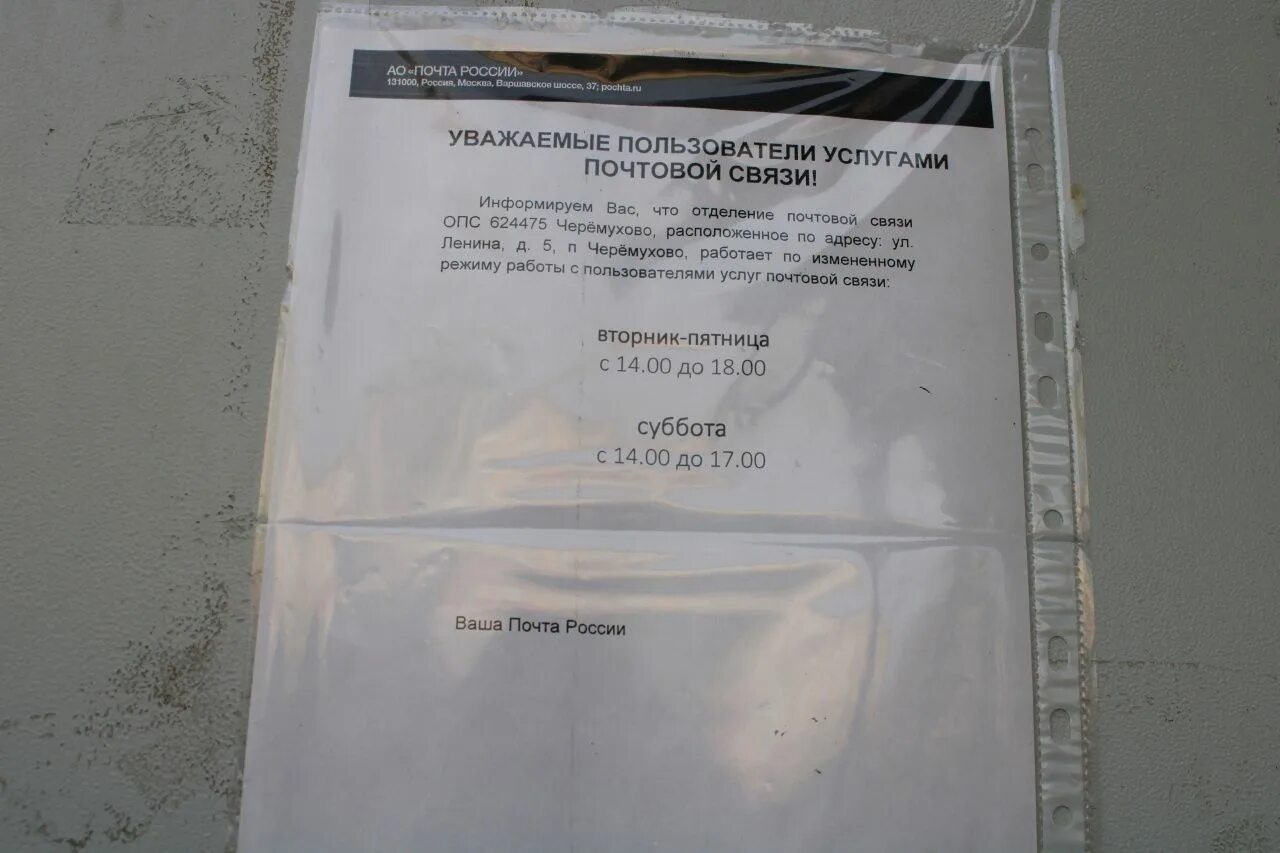 АО «ПОЧТА РОССИИ»
131000, Россия, Москва, Варшавское шоссе, 37; pochta.ru
УВАЖАЕМЫЕ ПОЛЬЗОВАТЕЛИ УСЛУГАМИ
ПОЧТОВОЙ СВЯЗИ!
Информируем Вас, что отделение почтовой связи
ОПС 624475 Черёмухово, расположенное по адресу: ул.
Ленина, д. 5, п Черёмухово, работает по измененному
режиму работы с пользователями услуг почтовой связи:
вторник-пятница
с 14.00 до 18.00
суббота
с 14.00 до 17.00
Ваша Почта России